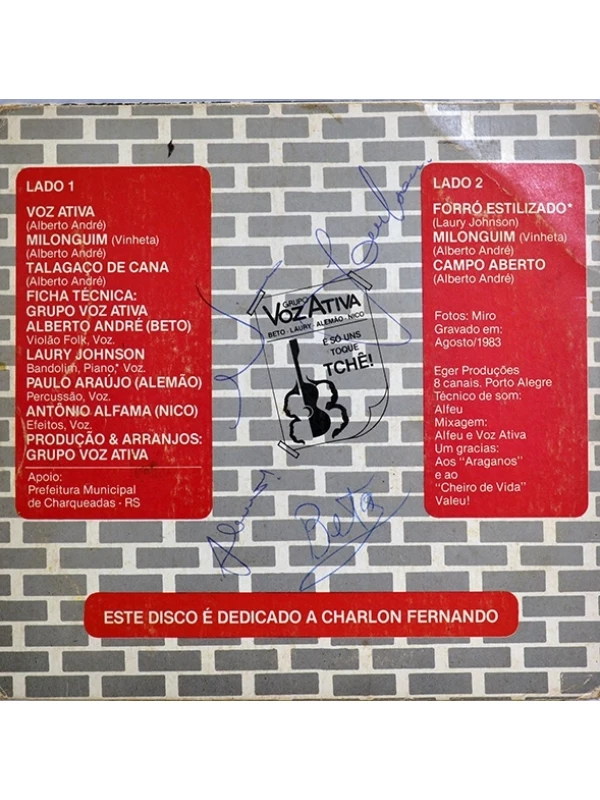 LADO 1
VOZ ATIVA
(Alberto André)
MILONGUIM (Vinheta)
(Alberto André)
TALAGAÇO DE CANA
(Alberto André)
FICHA TÉCNICA:
GRUPO VOZ ATIVA
ALBERTO ANDRÉ (BETO)
Violão Folk, Voz.
LAURY JOHNSON
Bandolim, Piano,* Voz.
PAULO ARAÚJO (ALEMÃO)
Percussão, Voz.
ANTÔNIO ALFAMA (NICO)
Efeitos, Voz.
PRODUÇÃO & ARRANJOS:
GRUPO VOZ ATIVA
Apoio:
Prefeitura Municipal
de Charqueadas - RS
GRUPO
VOZ ATIVA
BETO - LAURY - ALEMÃO - NICO
É SÓ UNS
TOQUE
TCHÊ!
Beto
LADO 2
FORRÓ ESTILIZADO*
(Laury Johnson)
MILONGUIM (Vinheta)
(Alberto André)
CAMPO ABERTO
(Alberto André)
Fotos: Miro
Gravado em:
Agosto/1983
Eger Produções
8 canais. Porto Alegre
Técnico de som:
Alfeu
Mixagem:
Alfeu e Voz Ativa
Um gracias:
Aos "Araganos"
e ao
"Cheiro de Vida"
Valeu!
ESTE DISCO É DEDICADO A CHARLON FERNANDO